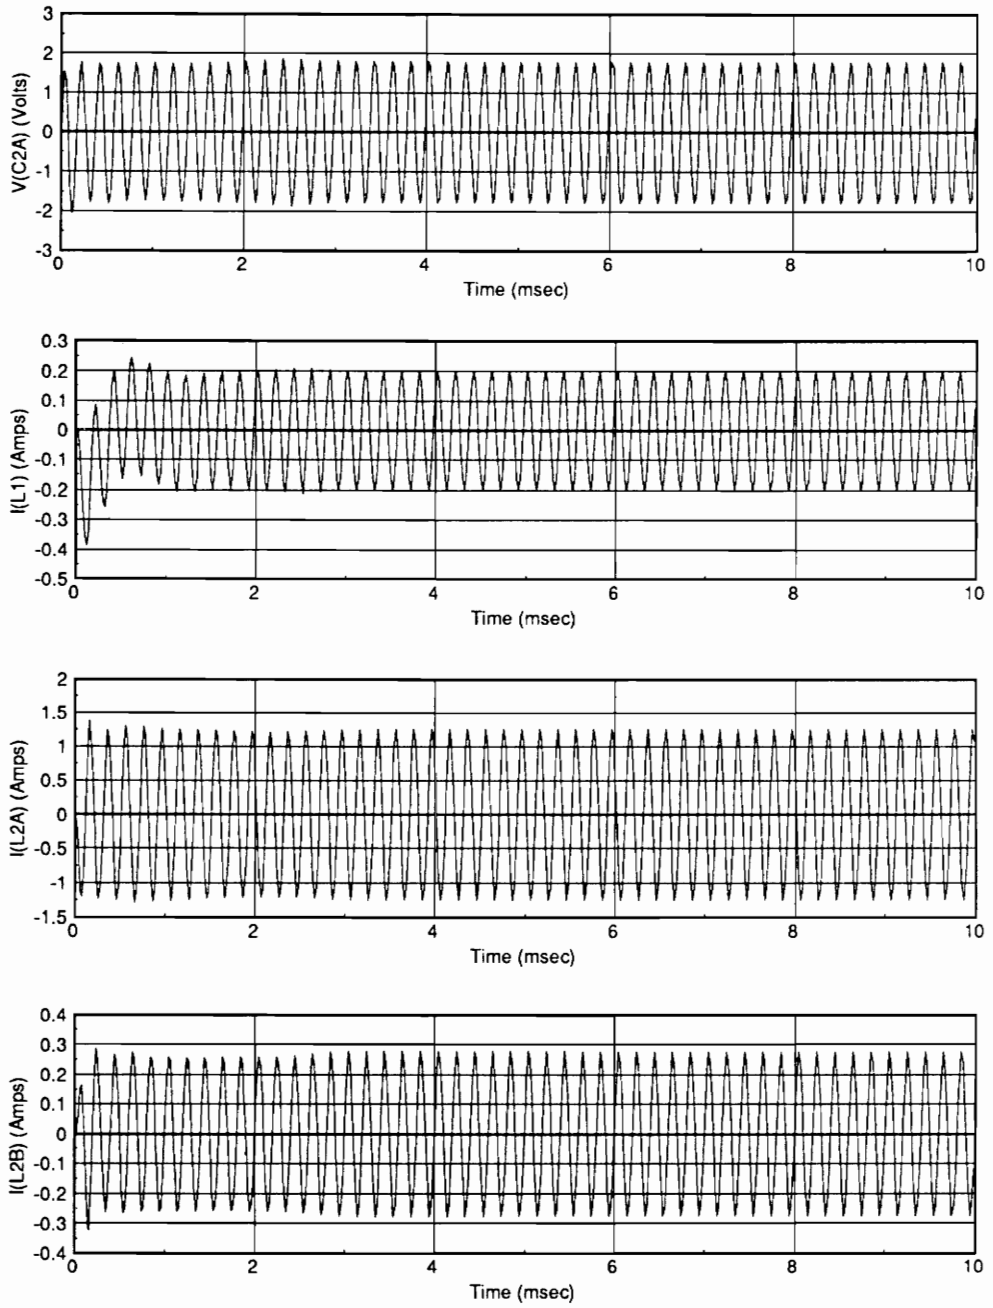 3
2
1
0
-1
-2
-3
V(C2A) (Volts)
0 2 4 6 8 10
Time (msec)
0.3
0.2
0.1
0
-0.1
-0.2
-0.3
-0.4
-0.5
I(L1) (Amps)
0 2 4 6 8 10
Time (msec)
2
1.5
1
0.5
0
-0.5
-1
-1.5
I(L2A) (Amps)
0 2 4 6 8 10
Time (msec)
0.4
0.3
0.2
0.1
0
-0.1
-0.2
-0.3
-0.4
I(L2B) (Amps)
0 2 4 6 8 10
Time (msec)